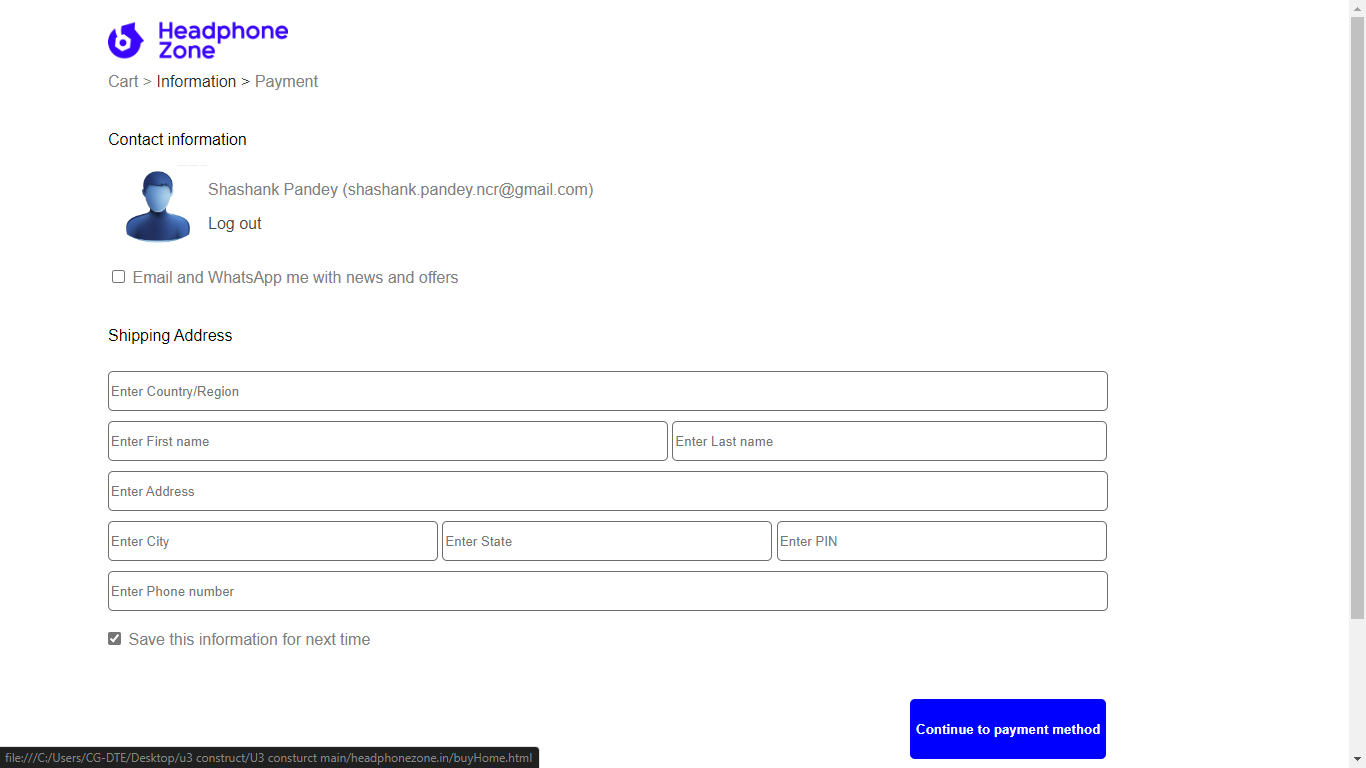 Headphone
Zone
Cart > Information > Payment
Contact information
Shashank Pandey (shashank.pandey.ncr@gmail.com)
Log out
Email and WhatsApp me with news and offers
Shipping Address
Enter Country/Region
Enter First name Enter Last name
Enter Address
Enter City Enter State Enter PIN
Enter Phone number
Save this information for next time
Continue to payment method
file:///C:/Users/CG-DTE/Desktop/u3 construct/U3 consturct main/headphonezone.in/buyHome.html